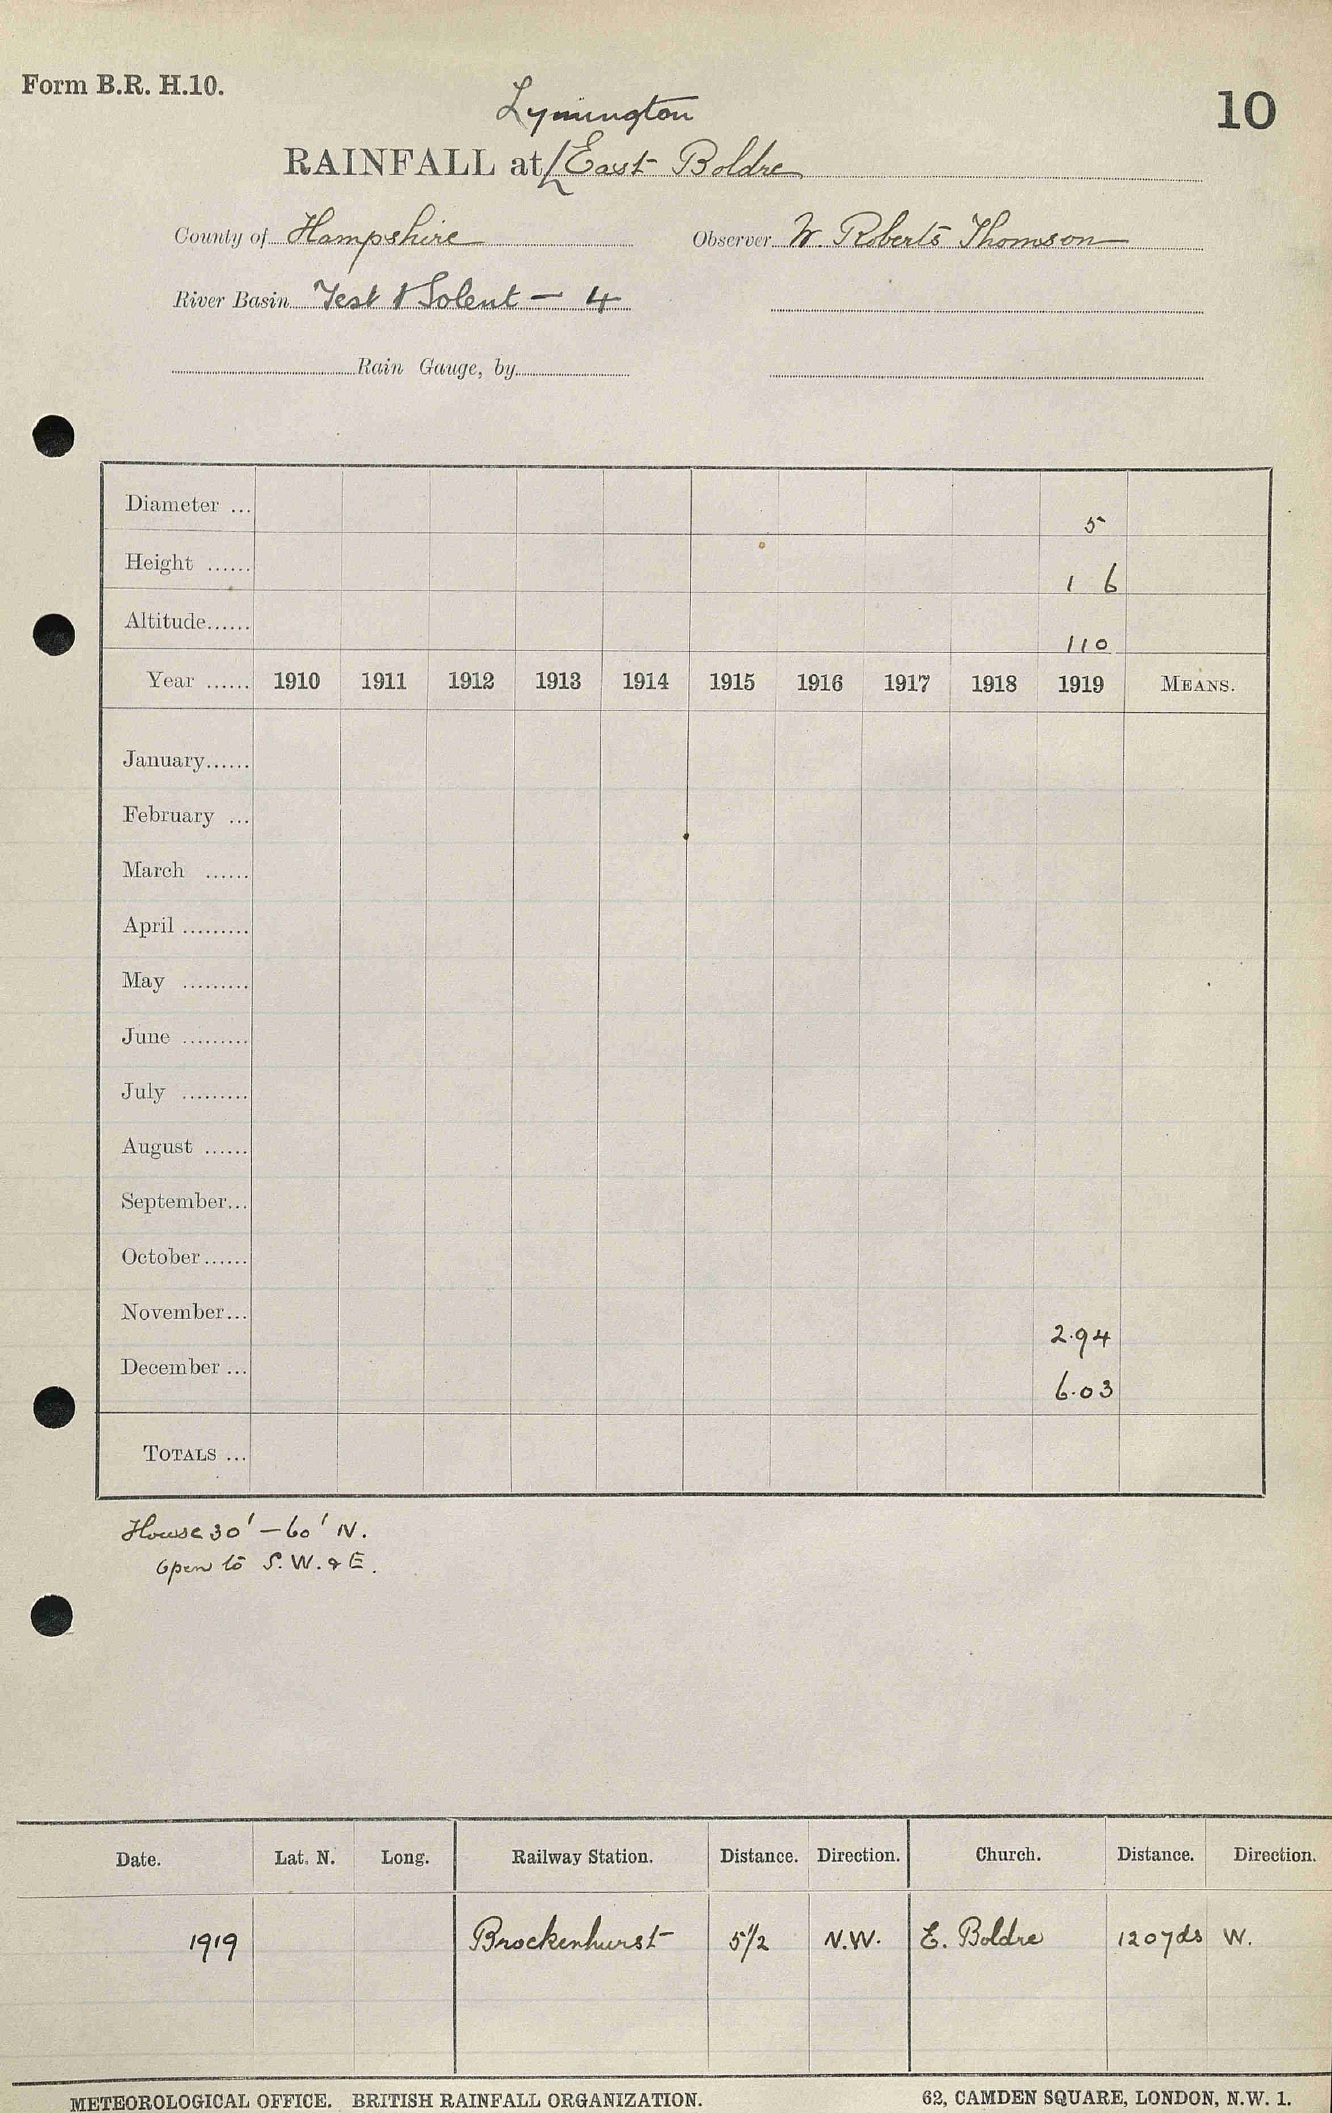 Form B.R. H.10.
10
Lymington
RAINFALL at East Boldre
County of Hampshire Observer W. Roberts Thomson
River Basin Test & Solent — 4
Rain Gauge, by
Diameter ... 5
Height ...... 1 6
Altitude...... 110
Year ...... 1910 1911 1912 1913 1914 1915 1916 1917 1918 1919 MEANS.
January......
February ...
March ......
April .........
May .........
June .........
July .........
August ......
September...
October......
November... 2.94
December ... 6.03
TOTALS ...
House 30' – 60' N.
Open to S. W. & E.
Date. Lat. N. Long. Railway Station. Distance. Direction. Church. Distance. Direction.
1919 Brockenhurst 5 1/2 N.W. E. Boldre 120 yds W.
METEOROLOGICAL OFFICE. BRITISH RAINFALL ORGANIZATION. 62, CAMDEN SQUARE, LONDON, N.W. 1.